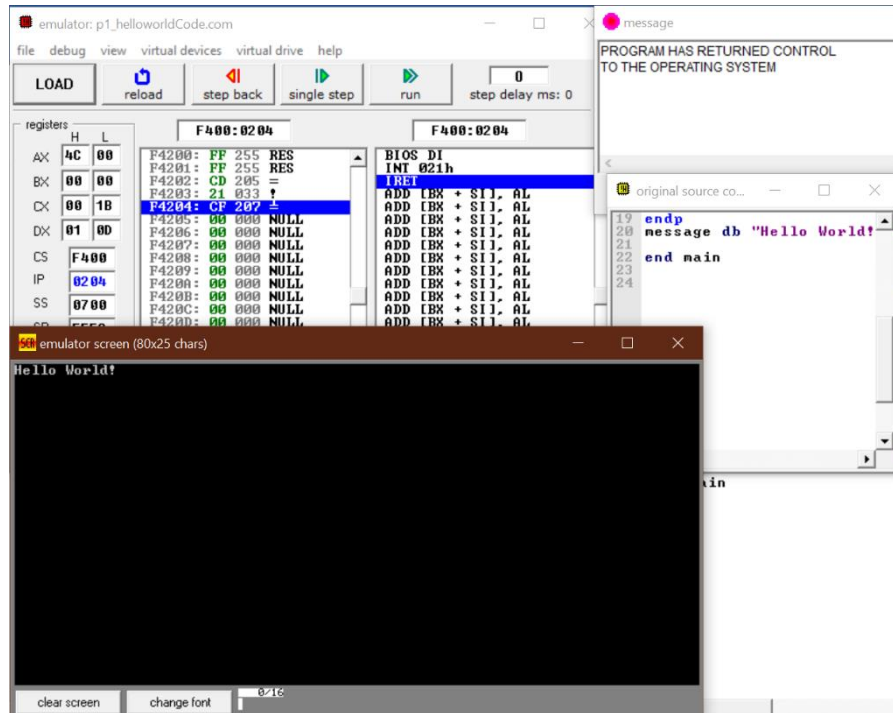 emulator: p1_helloworldCode.com
file debug view virtual devices virtual drive help
LOAD
reload
step back
single step
run
0
step delay ms: 0
registers
H L
F400:0204
F400:0204
AX 4C 00
BX 00 00
CX 00 1B
DX 01 0D
CS F400
IP 0204
SS 0700
F4200: FF 255 RES
F4201: FF 255 RES
F4202: CD 205 =
F4203: 21 033 !
F4204: CF 207 ╧
F4205: 00 000 NULL
F4206: 00 000 NULL
F4207: 00 000 NULL
F4208: 00 000 NULL
F4209: 00 000 NULL
F420A: 00 000 NULL
F420B: 00 000 NULL
F420C: 00 000 NULL
F420D: 00 000 NULL
BIOS DI
INT 021h
IRET
ADD [BX + SI], AL
ADD [BX + SI], AL
ADD [BX + SI], AL
ADD [BX + SI], AL
ADD [BX + SI], AL
ADD [BX + SI], AL
ADD [BX + SI], AL
ADD [BX + SI], AL
ADD [BX + SI], AL
ADD [BX + SI], AL
ADD [BX + SI], AL
message
PROGRAM HAS RETURNED CONTROL
TO THE OPERATING SYSTEM
original source co...
19 endp
20 message db "Hello World!
21
22 end main
23
24
emulator screen (80x25 chars)
Hello World!
clear screen
change font
0/16